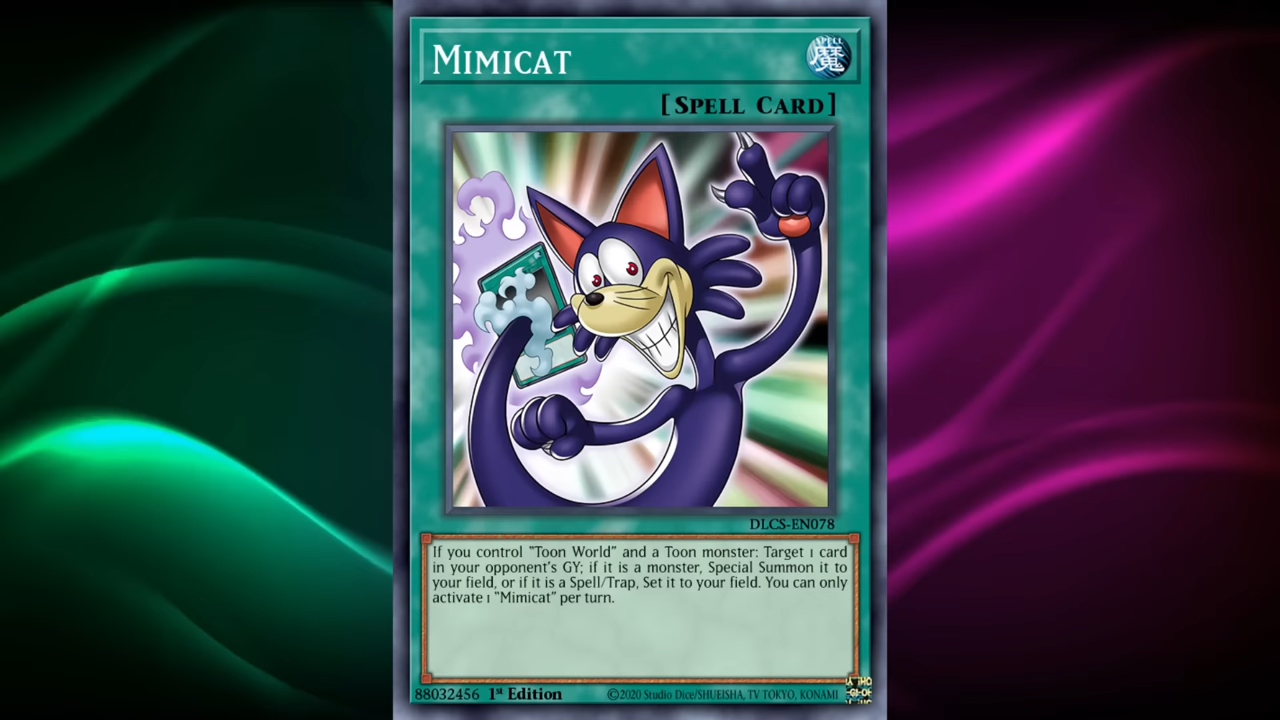 Mimicat
SPELL
魔
[Spell Card]
DLCS-EN078
If you control "Toon World" and a Toon monster: Target 1 card
in your opponent's GY; if it is a monster, Special Summon it to
your field, or if it is a Spell/Trap, Set it to your field. You can only
activate 1 "Mimicat" per turn.
88032456 1st Edition ©2020 Studio Dice/SHUEISHA, TV TOKYO, KONAMI